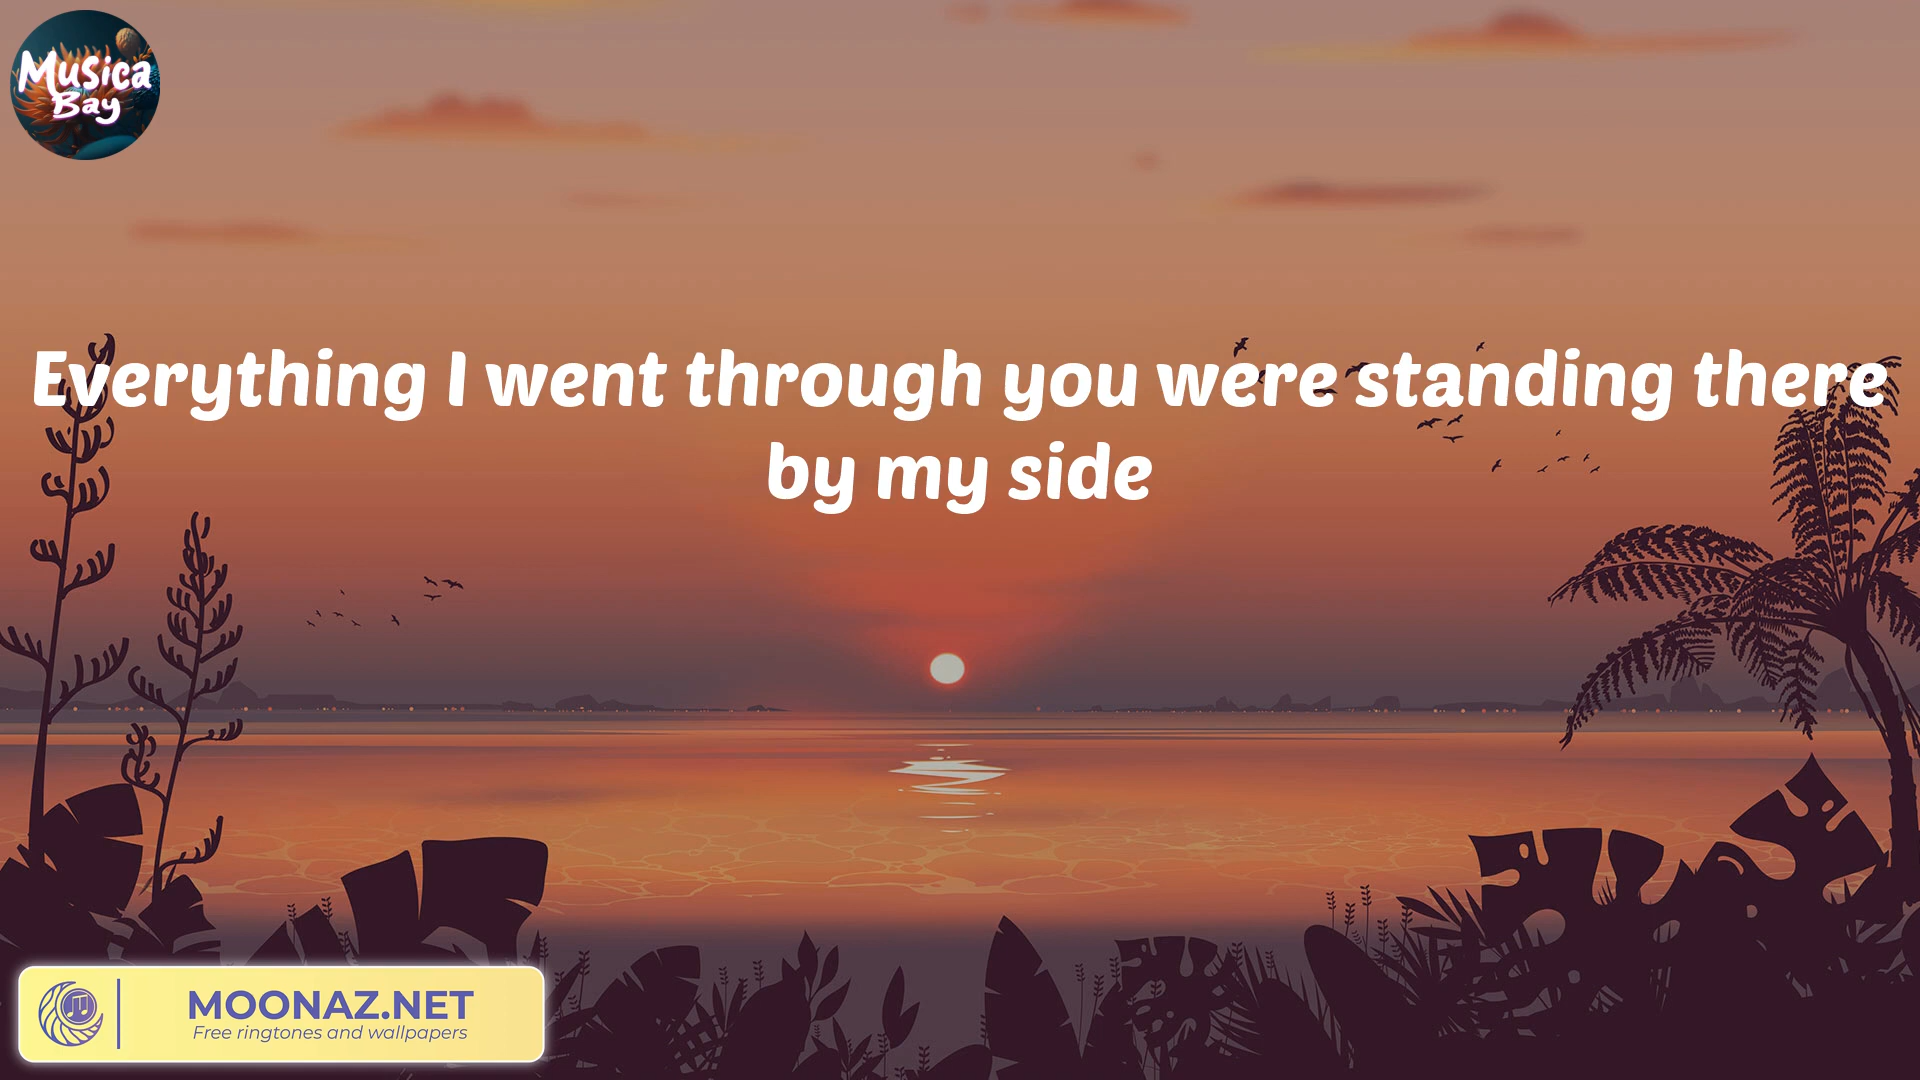 Musica
Bay
Everything I went through you were standing there
by my side
MOONAZ.NET
Free ringtones and wallpapers